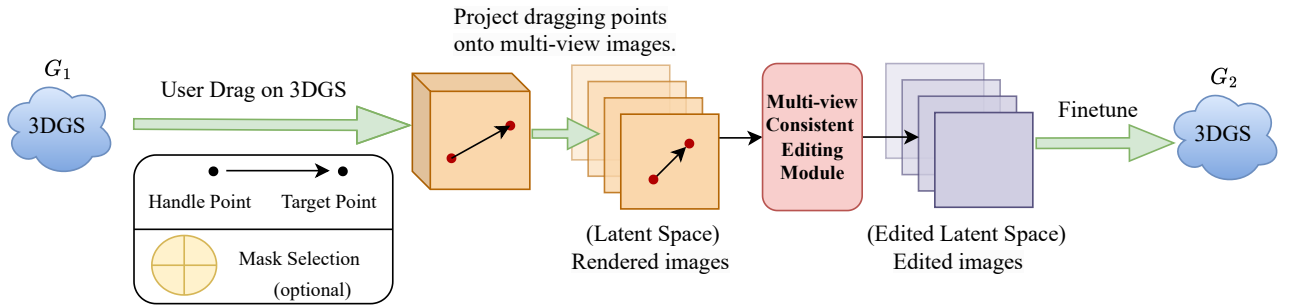 G₁
3DGS
User Drag on 3DGS
Handle Point
Target Point
Mask Selection
(optional)
Project dragging points
onto multi-view images.
(Latent Space)
Rendered images
Multi-view
Consistent
Editing
Module
(Edited Latent Space)
Edited images
Finetune
G₂
3DGS